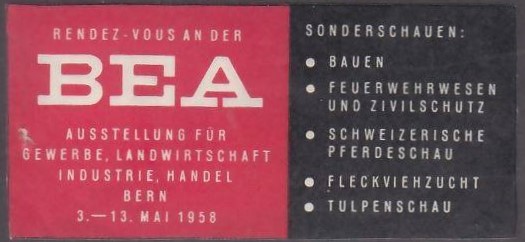 RENDEZ-VOUS AN DER
BEA
AUSSTELLUNG FÜR
GEWERBE, LANDWIRTSCHAFT
INDUSTRIE, HANDEL
BERN
3.—13. MAI 1958
SONDERSCHAUEN:
● BAUEN
● FEUERWEHRWESEN
UND ZIVILSCHUTZ
● SCHWEIZERISCHE
PFERDESCHAU
● FLECKVIEHZUCHT
● TULPENSCHAU